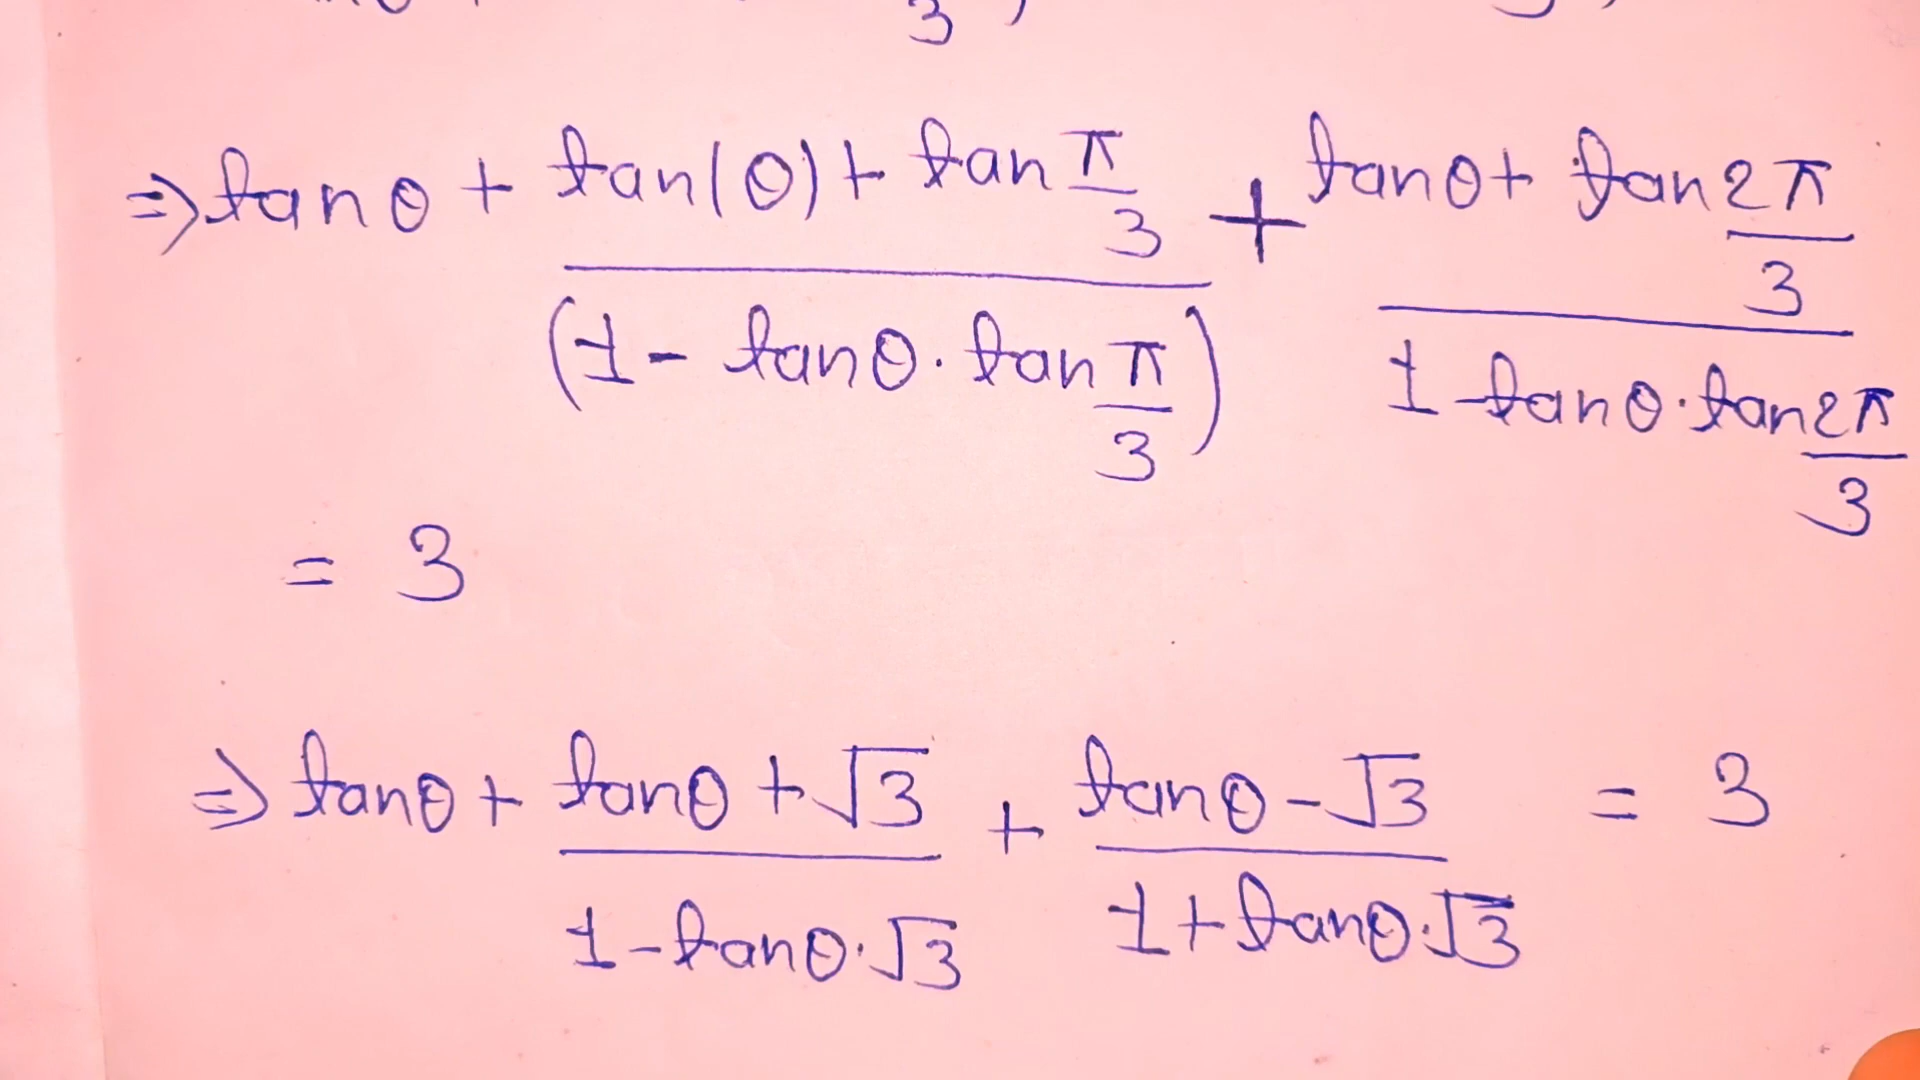 3 )
⇒ tanθ + (tan(θ) + tan π/3)/(1 - tanθ · tan π/3) + (tanθ + tan 2π/3)/(1 - tanθ · tan 2π/3)
= 3
⇒ tanθ + (tanθ + √3)/(1 - tanθ · √3) + (tanθ - √3)/(1 + tanθ · √3) = 3